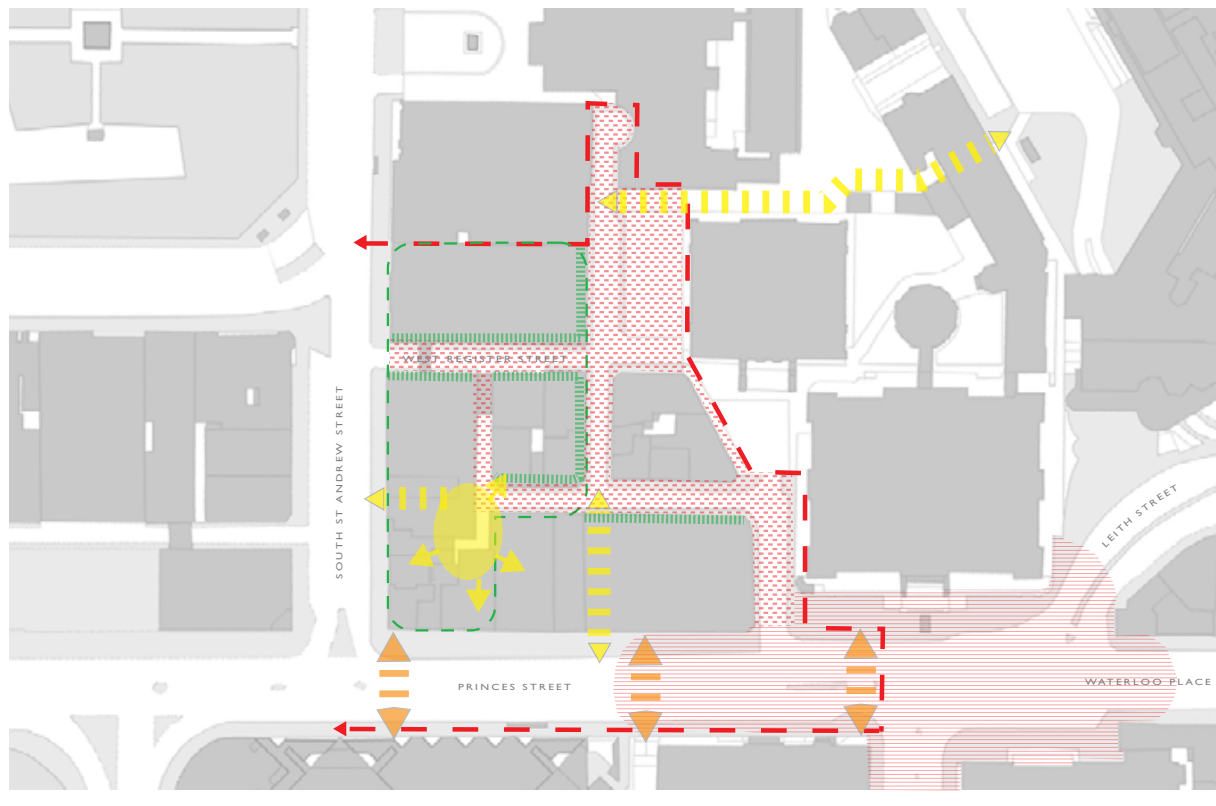 WEST REGISTER STREET
SOUTH ST ANDREW STREET
LEITH STREET
PRINCES STREET
WATERLOO PLACE